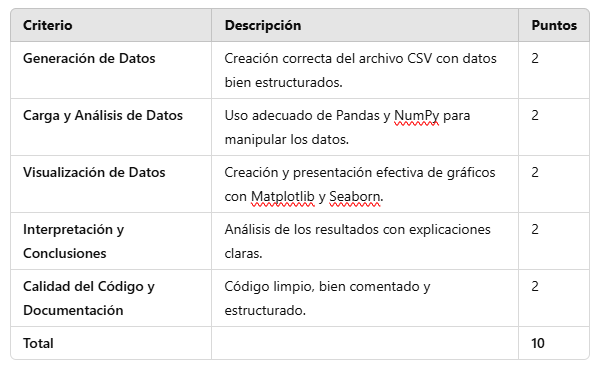 Criterio Descripción Puntos
Generación de Datos Creación correcta del archivo CSV con datos 2
bien estructurados.
Carga y Análisis de Datos Uso adecuado de Pandas y NumPy para 2
manipular los datos.
Visualización de Datos Creación y presentación efectiva de gráficos 2
con Matplotlib y Seaborn.
Interpretación y Análisis de los resultados con explicaciones 2
Conclusiones claras.
Calidad del Código y Código limpio, bien comentado y 2
Documentación estructurado.
Total 10